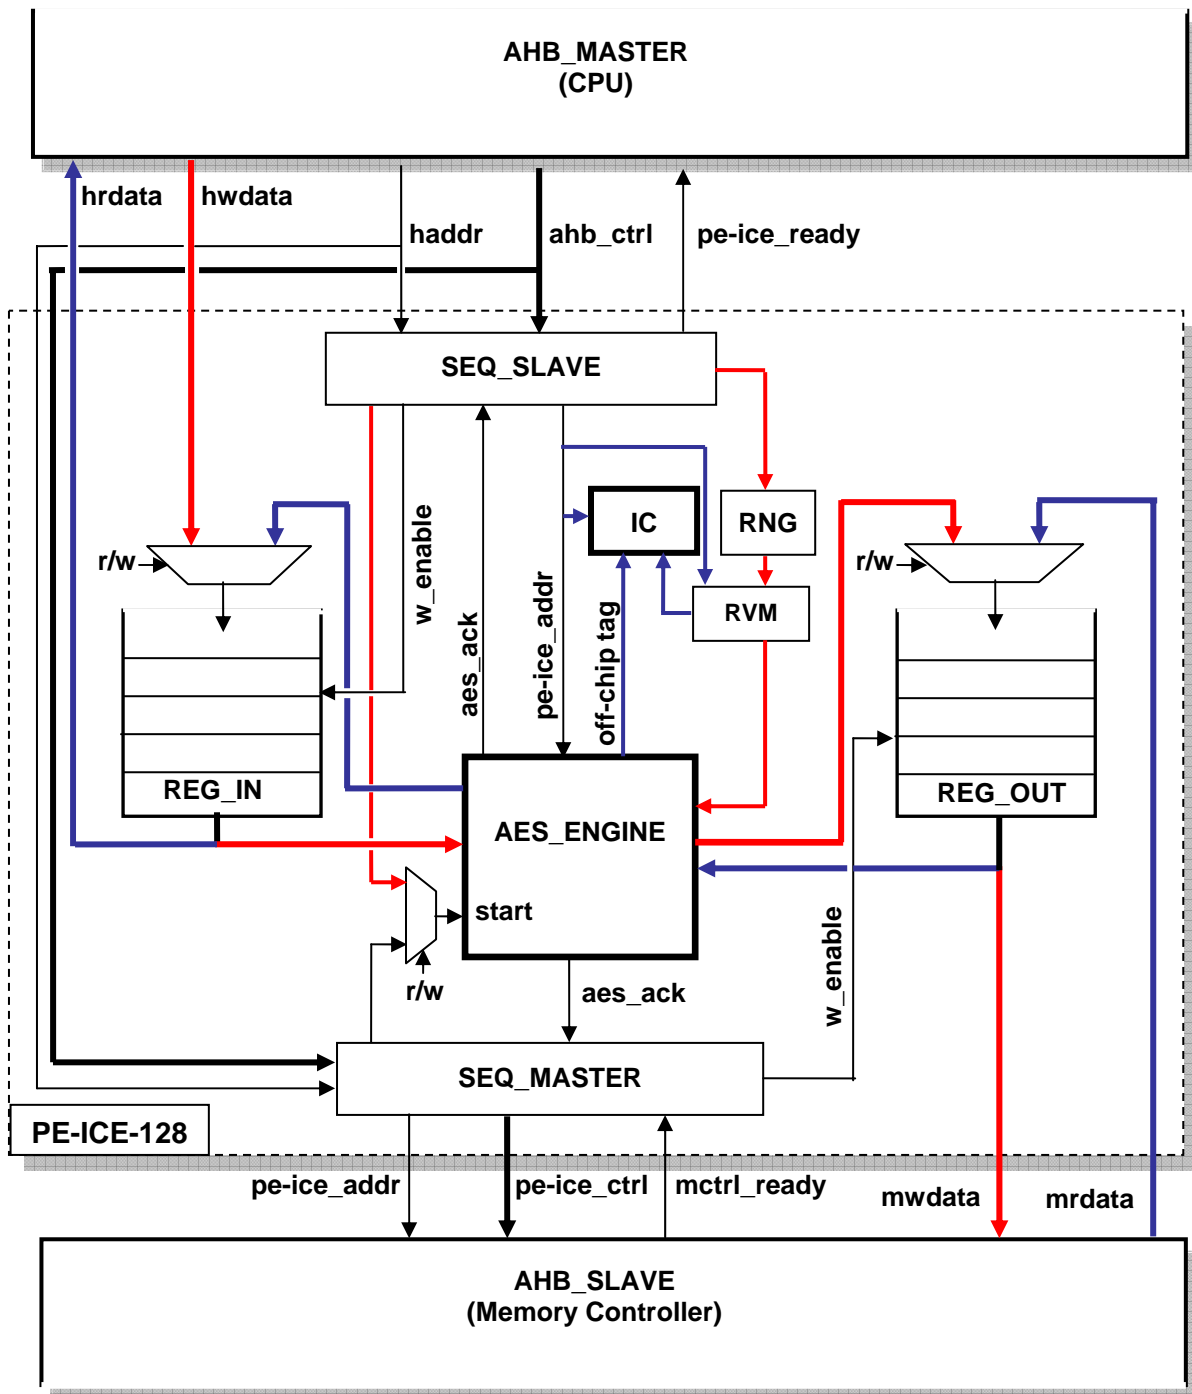 AHB_MASTER
(CPU)
hrdata
hwdata
haddr
ahb_ctrl
pe-ice_ready
SEQ_SLAVE
IC
RNG
r/w
w_enable
aes_ack
pe-ice_addr
off-chip tag
RVM
r/w
REG_IN
AES_ENGINE
REG_OUT
start
r/w
aes_ack
w_enable
SEQ_MASTER
PE-ICE-128
pe-ice_addr
pe-ice_ctrl
mctrl_ready
mwdata
mrdata
AHB_SLAVE
(Memory Controller)